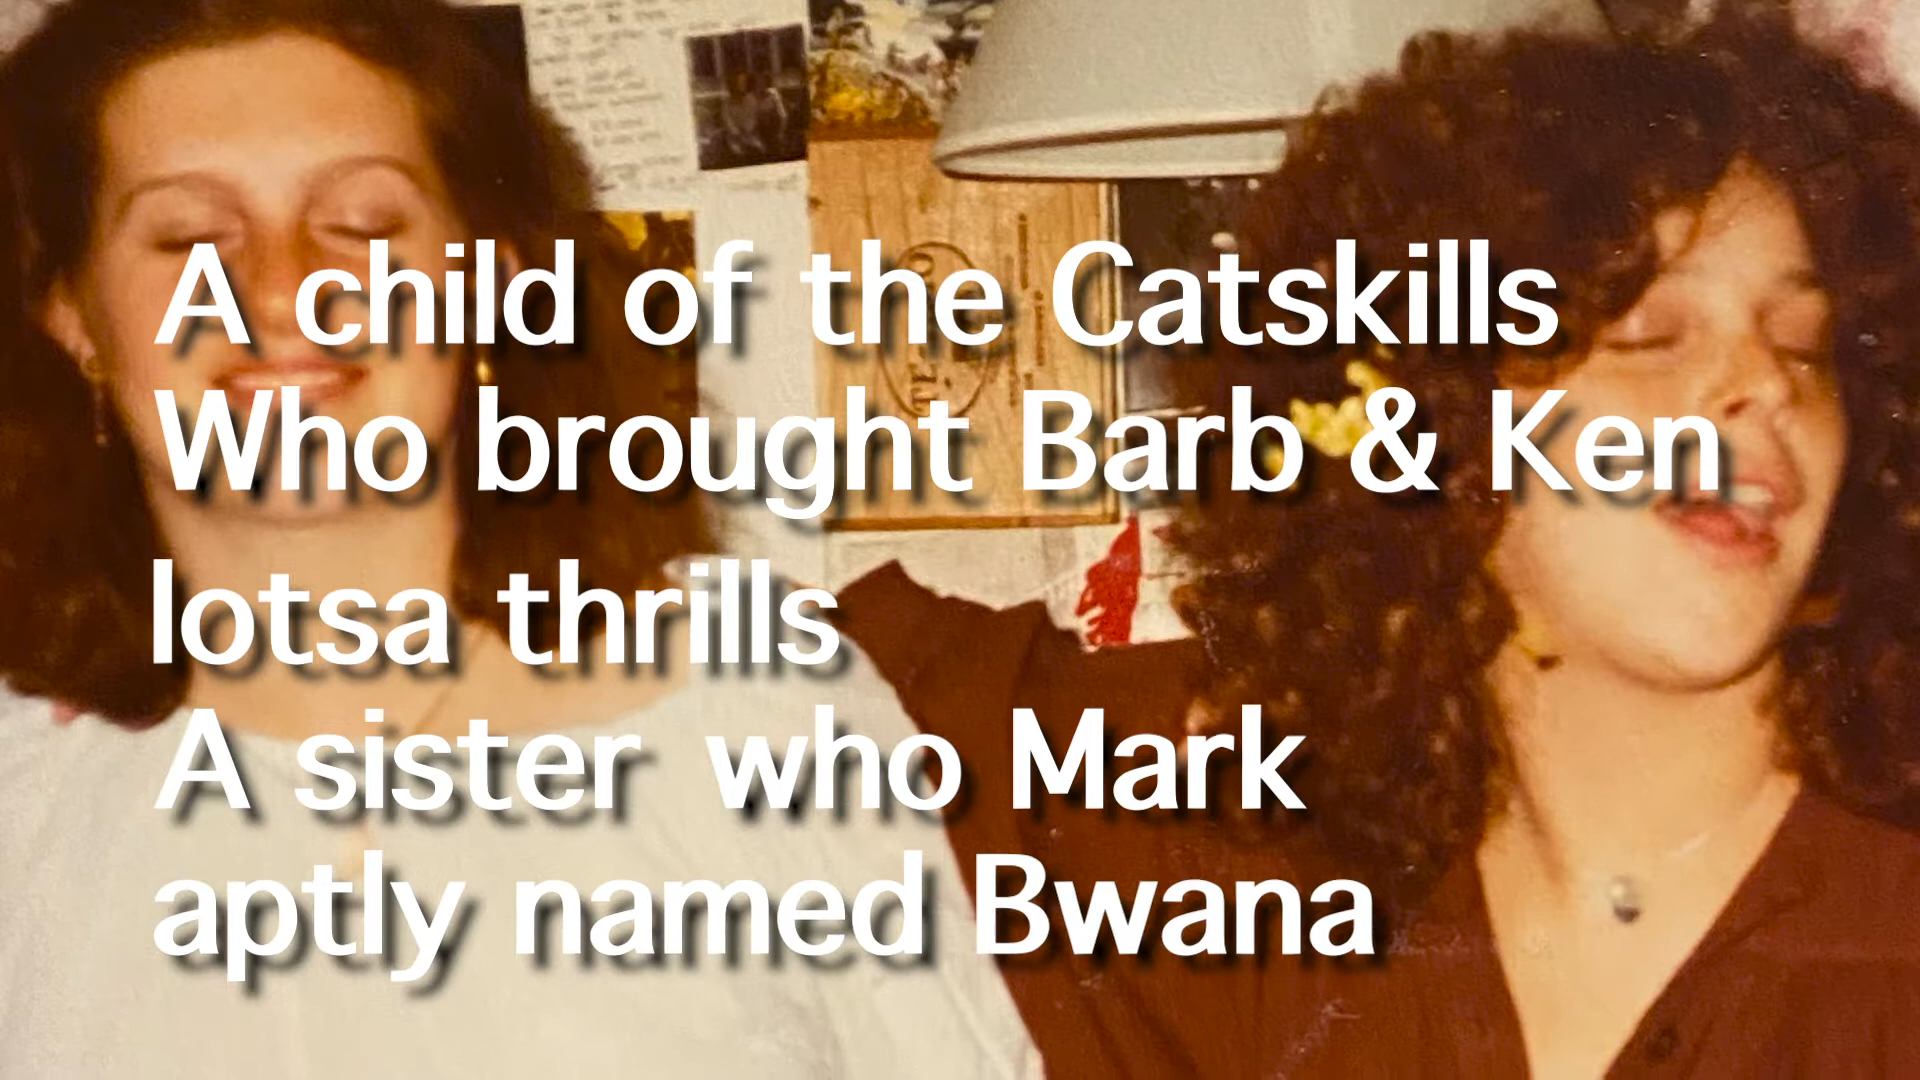 A child of the Catskills
Who brought Barb & Ken
lotsa thrills
A sister who Mark
aptly named Bwana